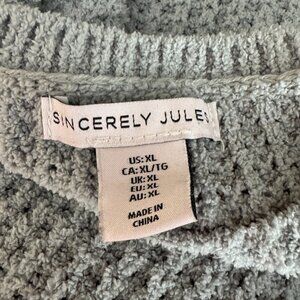 SINCERELY JULES
US: XL
CA: XL/TG
UK: XL
EU: XL
AU: XL
MADE IN
CHINA